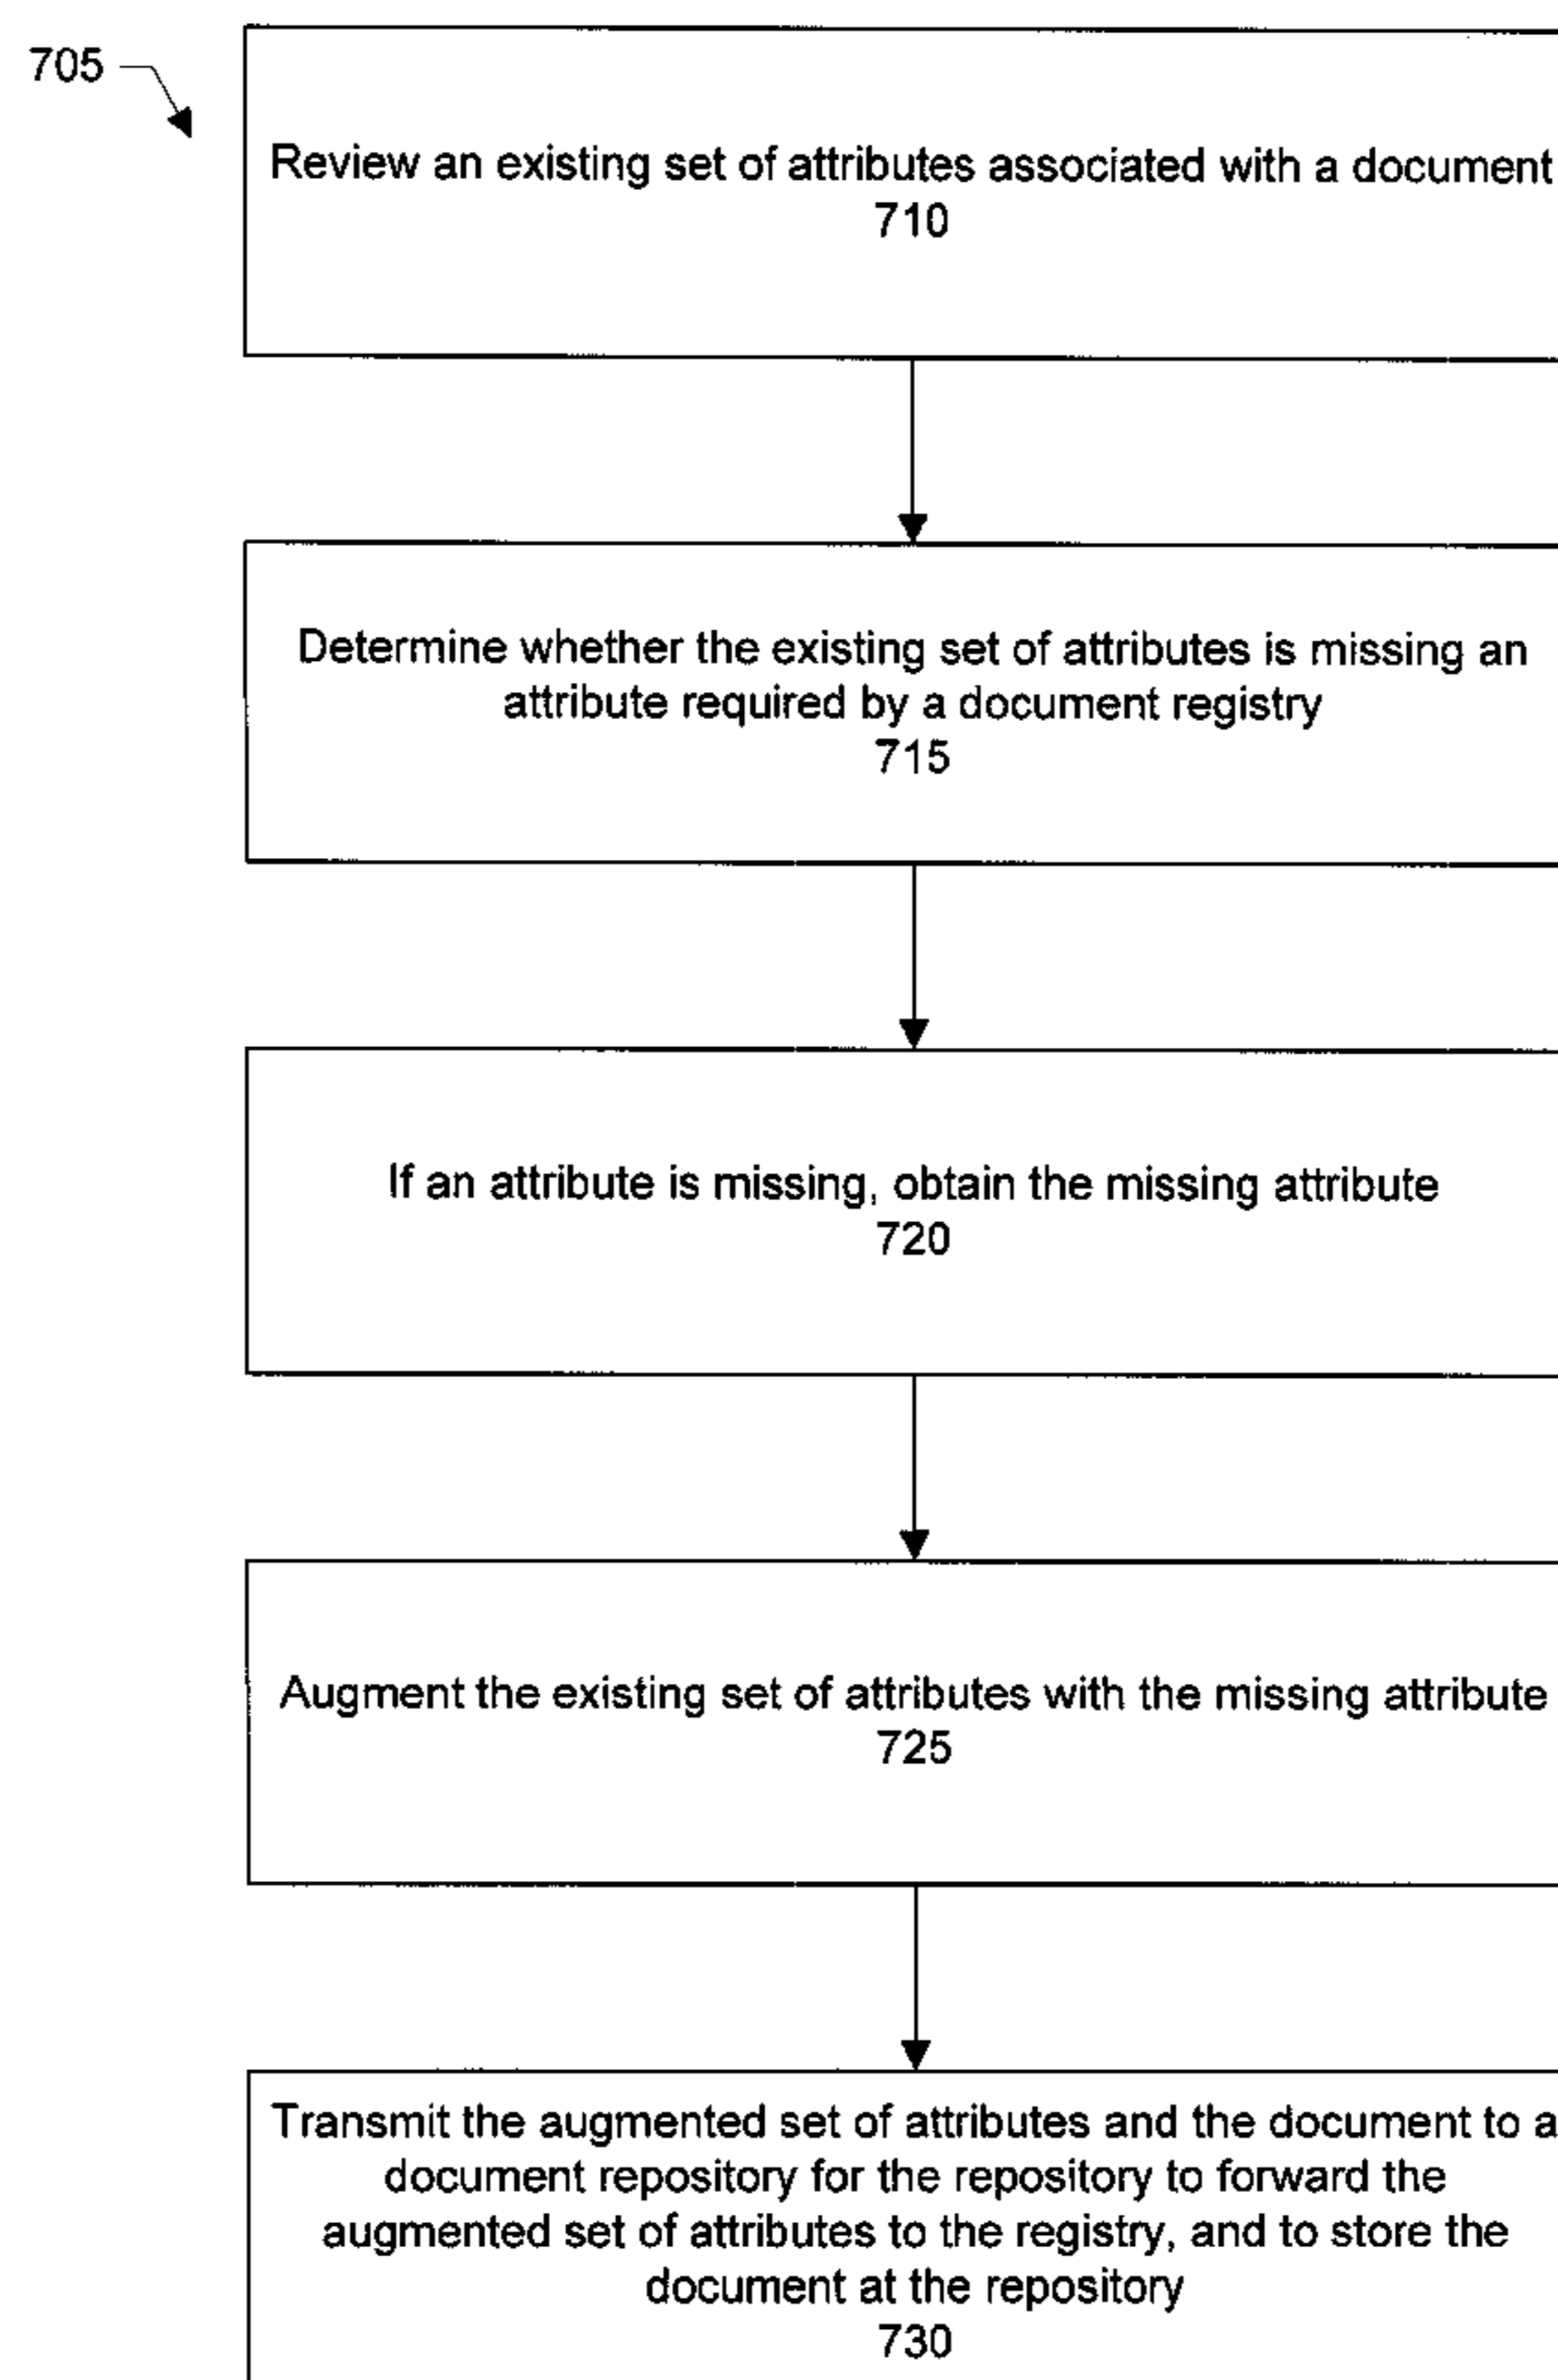 705
Review an existing set of attributes associated with a document
710
Determine whether the existing set of attributes is missing an
attribute required by a document registry
715
If an attribute is missing, obtain the missing attribute
720
Augment the existing set of attributes with the missing attribute
725
Transmit the augmented set of attributes and the document to a
document repository for the repository to forward the
augmented set of attributes to the registry, and to store the
document at the repository
730